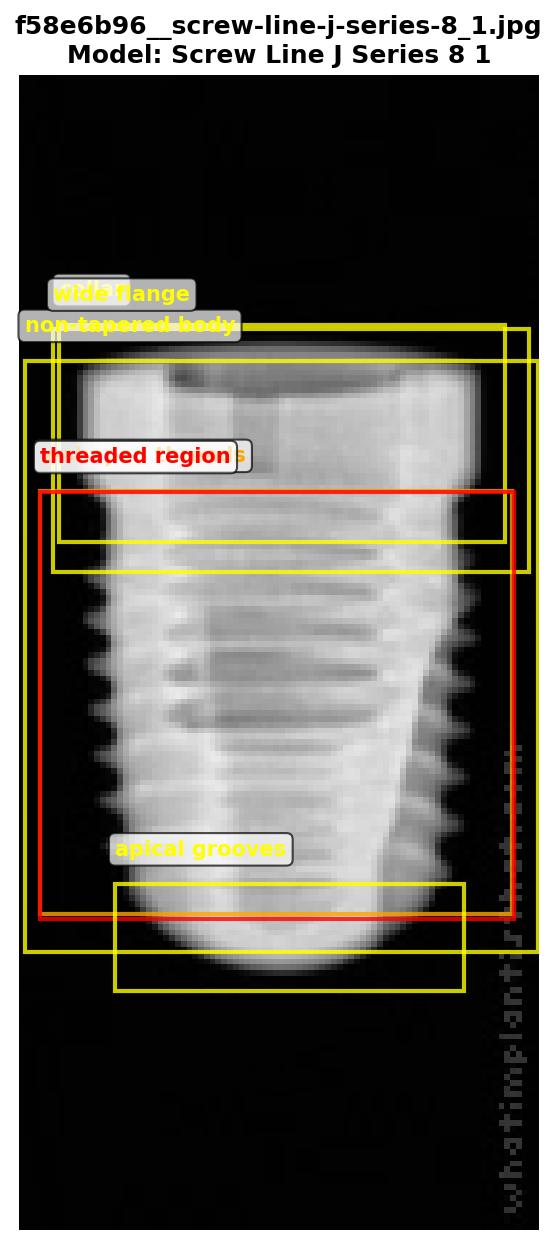 f58e6b96__screw-line-j-series-8_1.jpg
Model: Screw Line J Series 8 1
wide flange
non-tapered body
threaded region
apical grooves